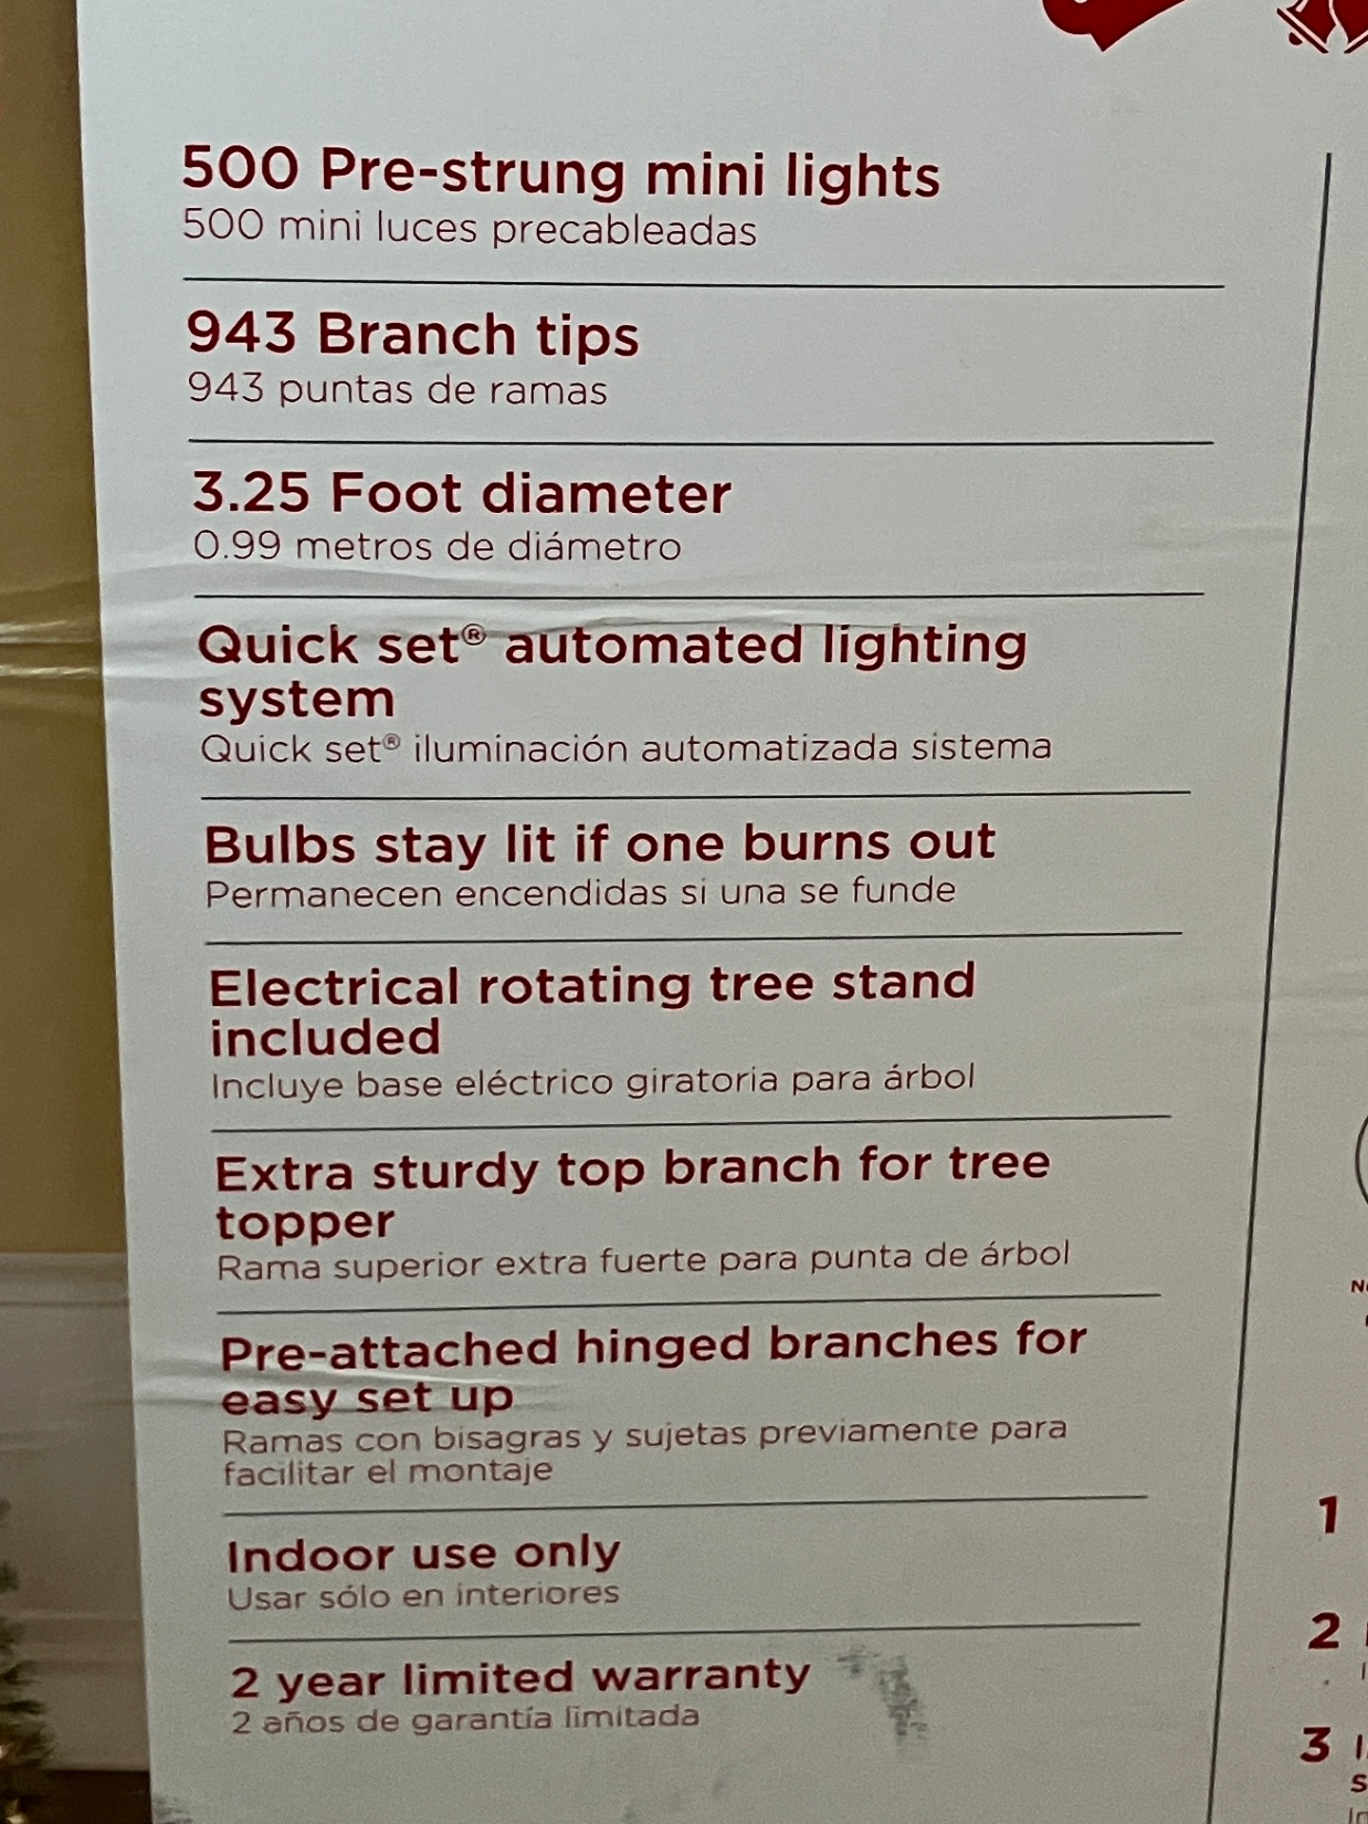 500 Pre-strung mini lights
500 mini luces precableadas
943 Branch tips
943 puntas de ramas
3.25 Foot diameter
0.99 metros de diámetro
Quick set® automated lighting
system
Quick set® iluminación automatizada sistema
Bulbs stay lit if one burns out
Permanecen encendidas si una se funde
Electrical rotating tree stand
included
Incluye base eléctrico giratoria para árbol
Extra sturdy top branch for tree
topper
Rama superior extra fuerte para punta de árbol
Pre-attached hinged branches for
easy set up
Ramas con bisagras y sujetas previamente para
facilitar el montaje
Indoor use only
Usar sólo en interiores
2 year limited warranty
2 años de garantía limitada
1
2
3